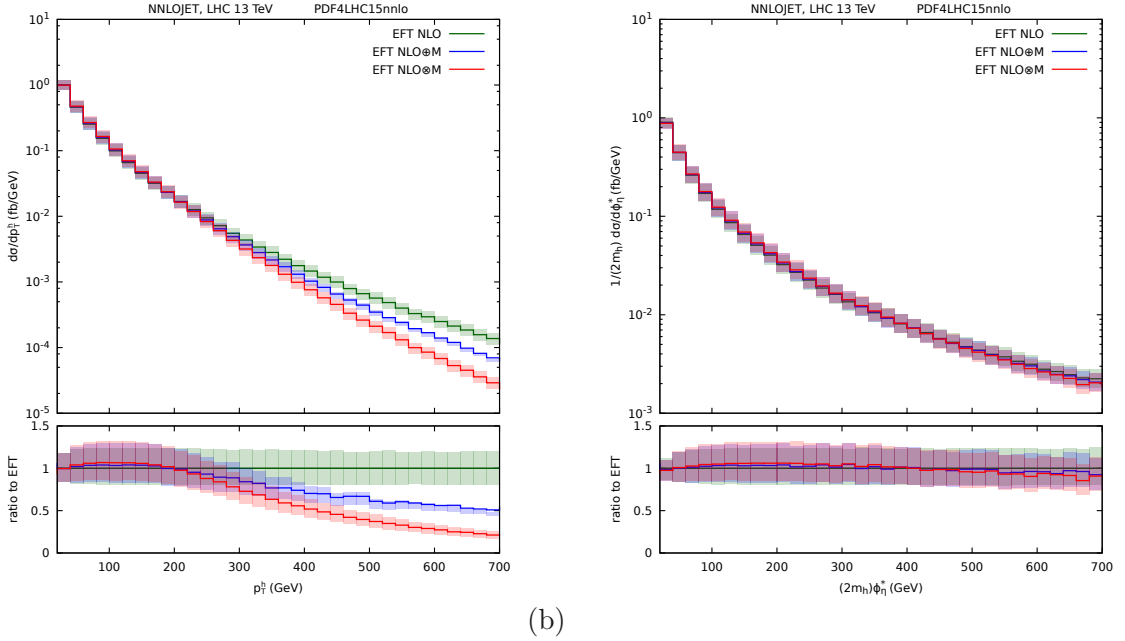 NNLOJET, LHC 13 TeV PDF4LHC15nnlo
EFT NLO
EFT NLO⊕M
EFT NLO⊗M
10^1
10^0
10^-1
10^-2
10^-3
10^-4
10^-5
dσ/dp_T^h (fb/GeV)
1.5
1
0.5
0
ratio to EFT
100 200 300 400 500 600 700
p_T^h (GeV)
NNLOJET, LHC 13 TeV PDF4LHC15nnlo
EFT NLO
EFT NLO⊕M
EFT NLO⊗M
10^1
10^0
10^-1
10^-2
10^-3
1/(2m_h) dσ/dϕ_η^* (fb/GeV)
1.5
1
0.5
0
ratio to EFT
100 200 300 400 500 600 700
(2m_h)ϕ_η^* (GeV)
(b)